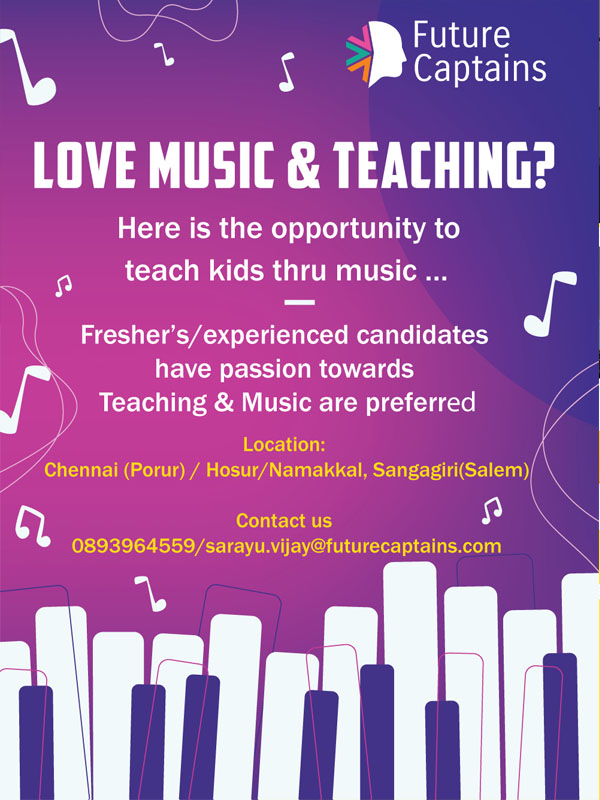 Future
Captains
LOVE MUSIC & TEACHING?
Here is the opportunity to
teach kids thru music ...
Fresher's/experienced candidates
have passion towards
Teaching & Music are preferred
Location:
Chennai (Porur) / Hosur/Namakkal, Sangagiri(Salem)
Contact us
0893964559/sarayu.vijay@futurecaptains.com